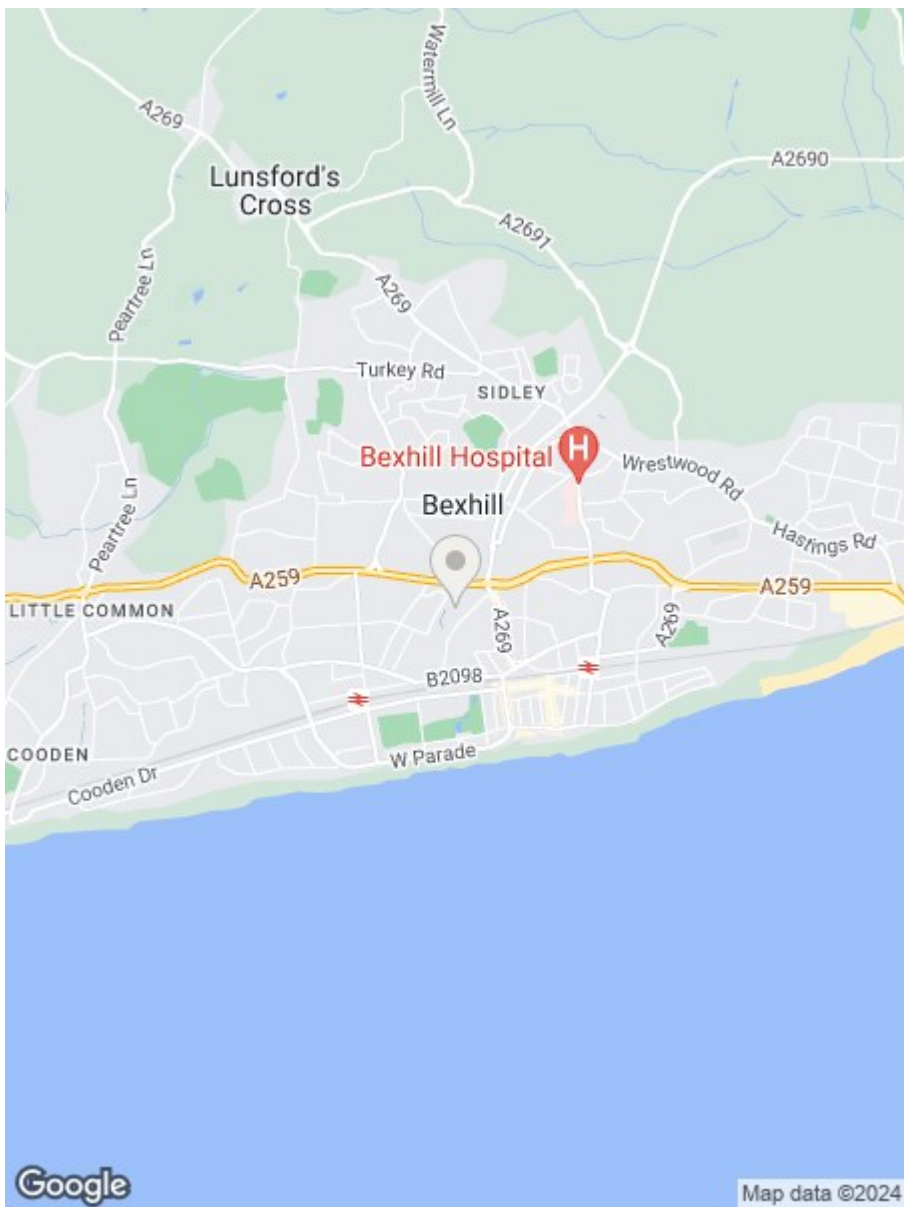 Watermill Ln
A269
A2690
Lunsford's
Cross
A2691
Peartree Ln
A269
Turkey Rd
SIDLEY
Bexhill Hospital
H
Wrestwood Rd
Bexhill
Peartree Ln
Hastings Rd
A259
A259
LITTLE COMMON
A269
A269
B2098
COODEN
W Parade
Cooden Dr
Google
Map data ©2024